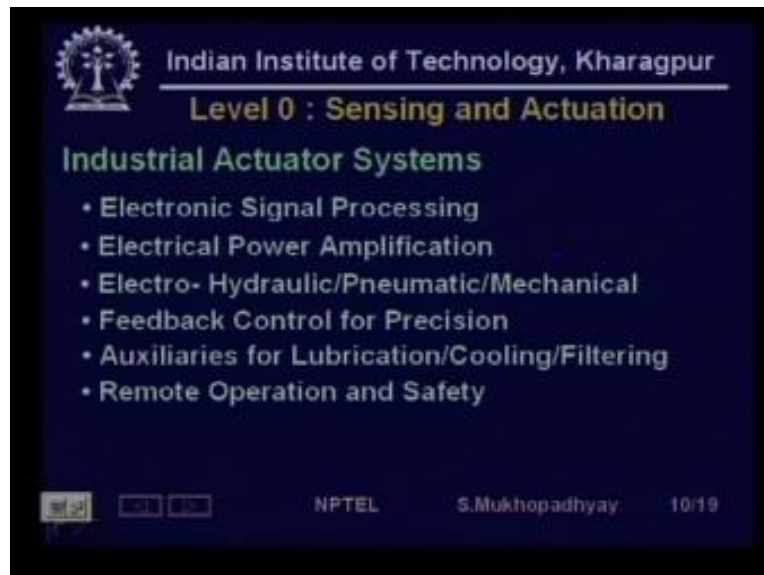 Indian Institute of Technology, Kharagpur
Level 0 : Sensing and Actuation
Industrial Actuator Systems
• Electronic Signal Processing
• Electrical Power Amplification
• Electro- Hydraulic/Pneumatic/Mechanical
• Feedback Control for Precision
• Auxiliaries for Lubrication/Cooling/Filtering
• Remote Operation and Safety
NPTEL S.Mukhopadhyay 10/19